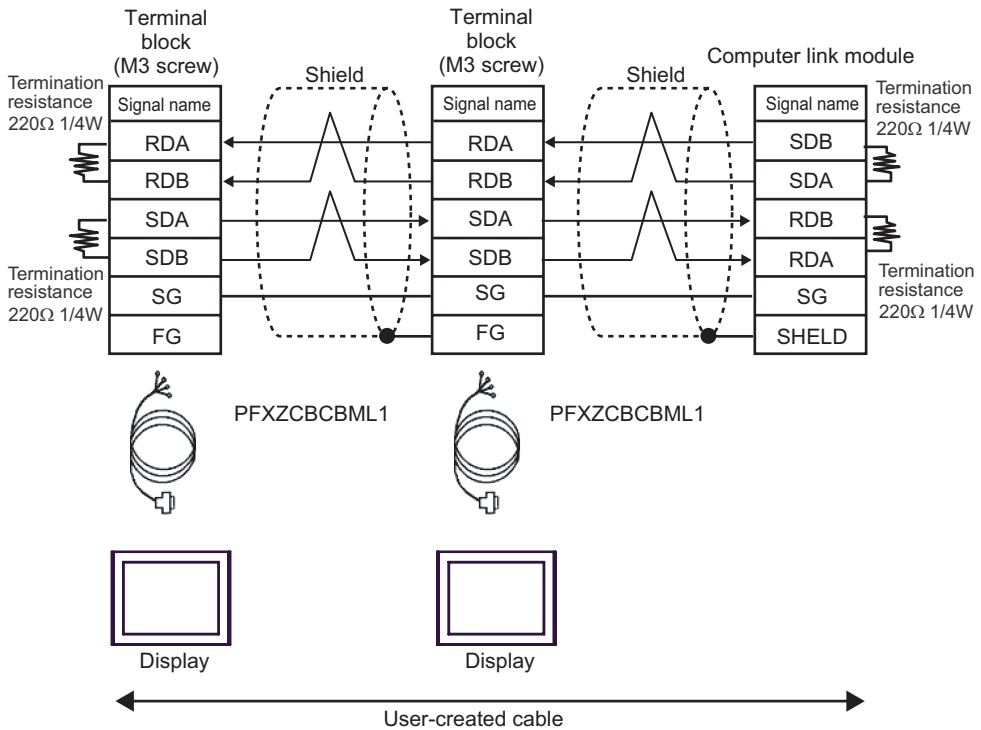 Terminal
block
(M3 screw)
Terminal
block
(M3 screw)
Computer link module
Shield
Shield
Termination
resistance
220Ω 1/4W
Termination
resistance
220Ω 1/4W
Signal name
RDA
RDB
SDA
SDB
SG
FG
Signal name
RDA
RDB
SDA
SDB
SG
FG
Signal name
SDB
SDA
RDB
RDA
SG
SHELD
Termination
resistance
220Ω 1/4W
Termination
resistance
220Ω 1/4W
PFXZCBCBML1
PFXZCBCBML1
Display
Display
User-created cable